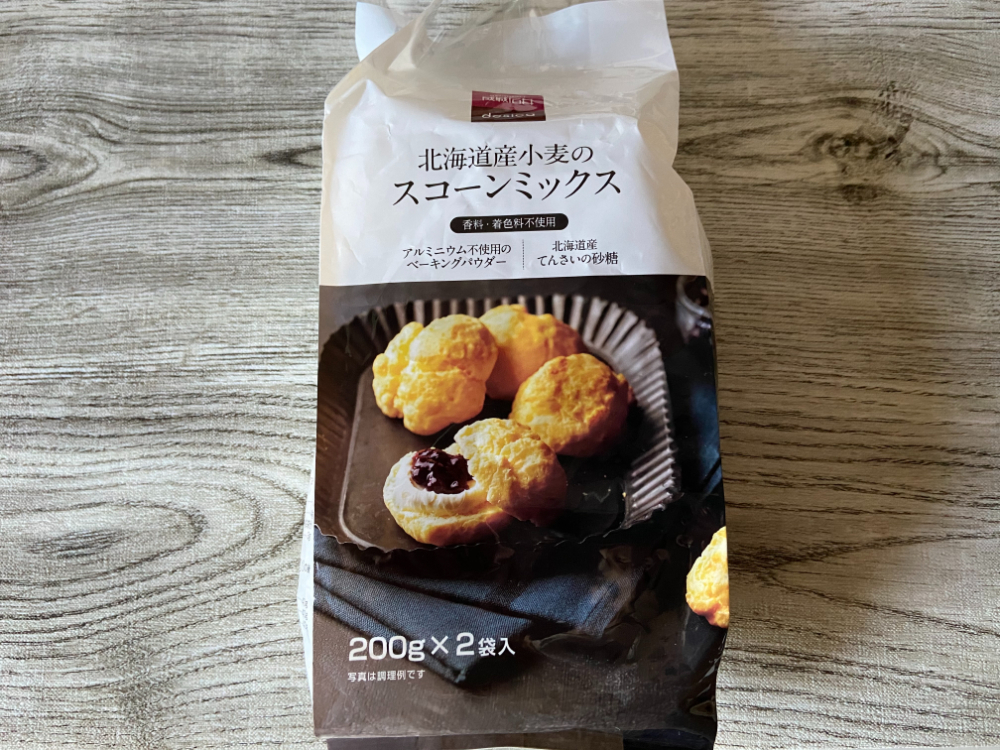 北海道産小麦の
スコーンミックス
香料・着色料不使用
アルミニウム不使用の
ベーキングパウダー
北海道産
てんさいの砂糖
200g×2袋入
写真は調理例です